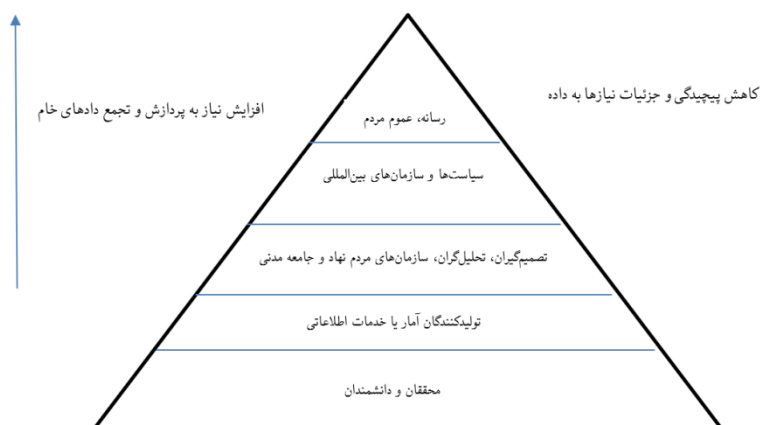 کاهش پیچیدگی و جزئیات نیازها به داده
افزایش نیاز به پردازش و تجمع دادهای خام
رسانه، عموم مردم
سیاست‌ها و سازمان‌های بین‌المللی
تصمیم‌گیران، تحلیل‌گران، سازمان‌های مردم نهاد و جامعه مدنی
تولیدکنندگان آمار یا خدمات اطلاعاتی
محققان و دانشمندان